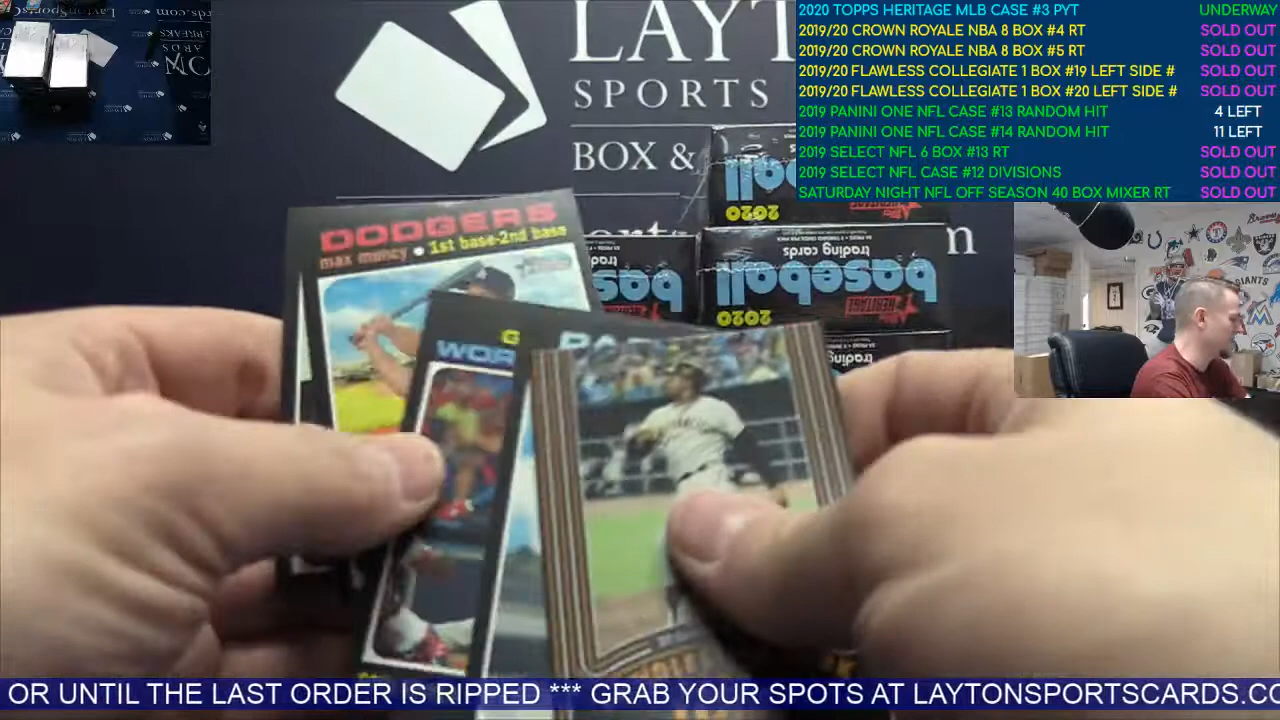 2020 TOPPS HERITAGE MLB CASE #3 PYT UNDERWAY
2019/20 CROWN ROYALE NBA 8 BOX #4 RT SOLD OUT
2019/20 CROWN ROYALE NBA 8 BOX #5 RT SOLD OUT
2019/20 FLAWLESS COLLEGIATE 1 BOX #19 LEFT SIDE # SOLD OUT
2019/20 FLAWLESS COLLEGIATE 1 BOX #20 LEFT SIDE # SOLD OUT
2019 PANINI ONE NFL CASE #13 RANDOM HIT 4 LEFT
2019 PANINI ONE NFL CASE #14 RANDOM HIT 11 LEFT
2019 SELECT NFL 6 BOX #13 RT SOLD OUT
2019 SELECT NFL CASE #12 DIVISIONS SOLD OUT
SATURDAY NIGHT NFL OFF SEASON 40 BOX MIXER RT SOLD OUT
LAYT
SPORTS
BOX &
baseball
2020
trading cards
baseball
2020
HERITAGE
trading cards
DODGERS
max muncy • 1st base-2nd base
WOR
OR UNTIL THE LAST ORDER IS RIPPED *** GRAB YOUR SPOTS AT LAYTONSPORTSCARDS.CO